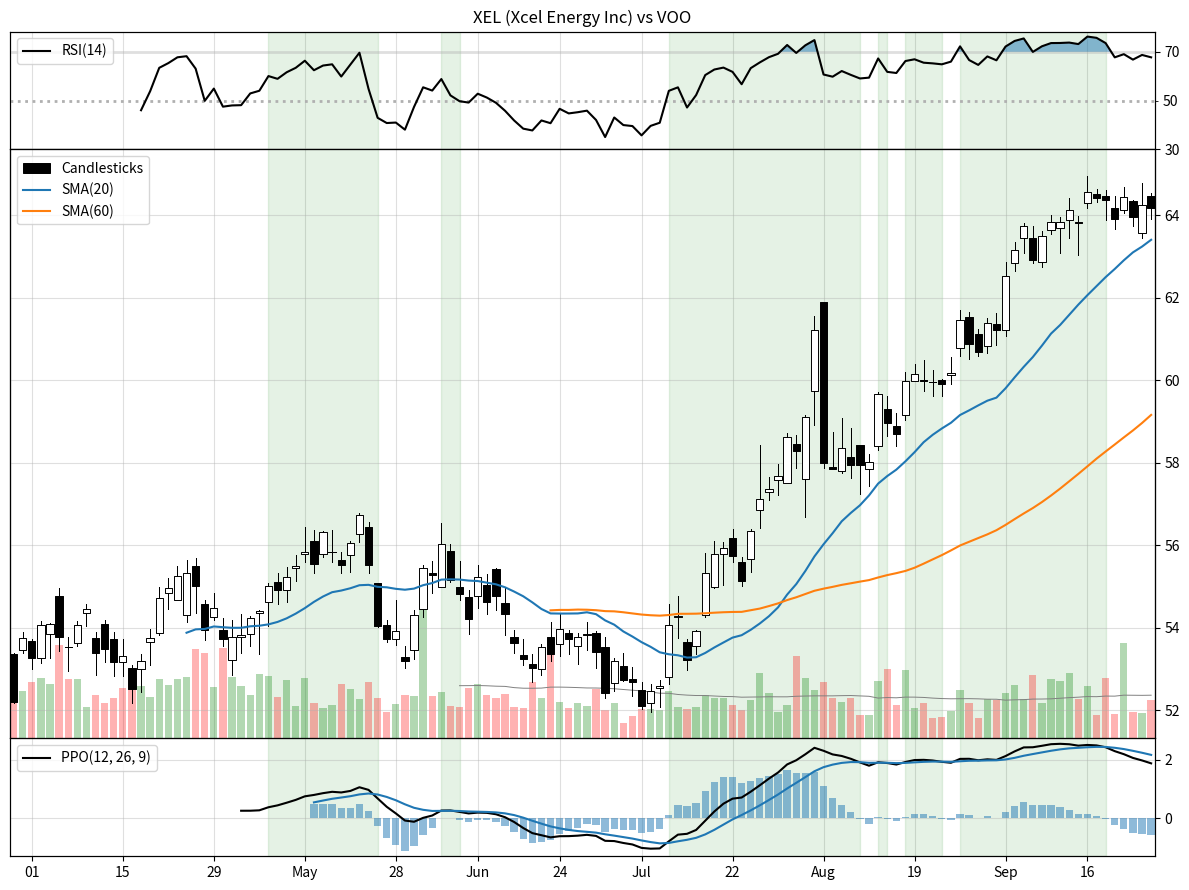 XEL (Xcel Energy Inc) vs VOO
RSI(14)
70
50
30
Candlesticks
SMA(20)
SMA(60)
64
62
60
58
56
54
52
PPO(12, 26, 9)
2
0
01 15 29 May 28 Jun 24 Jul 22 Aug 19 Sep 16